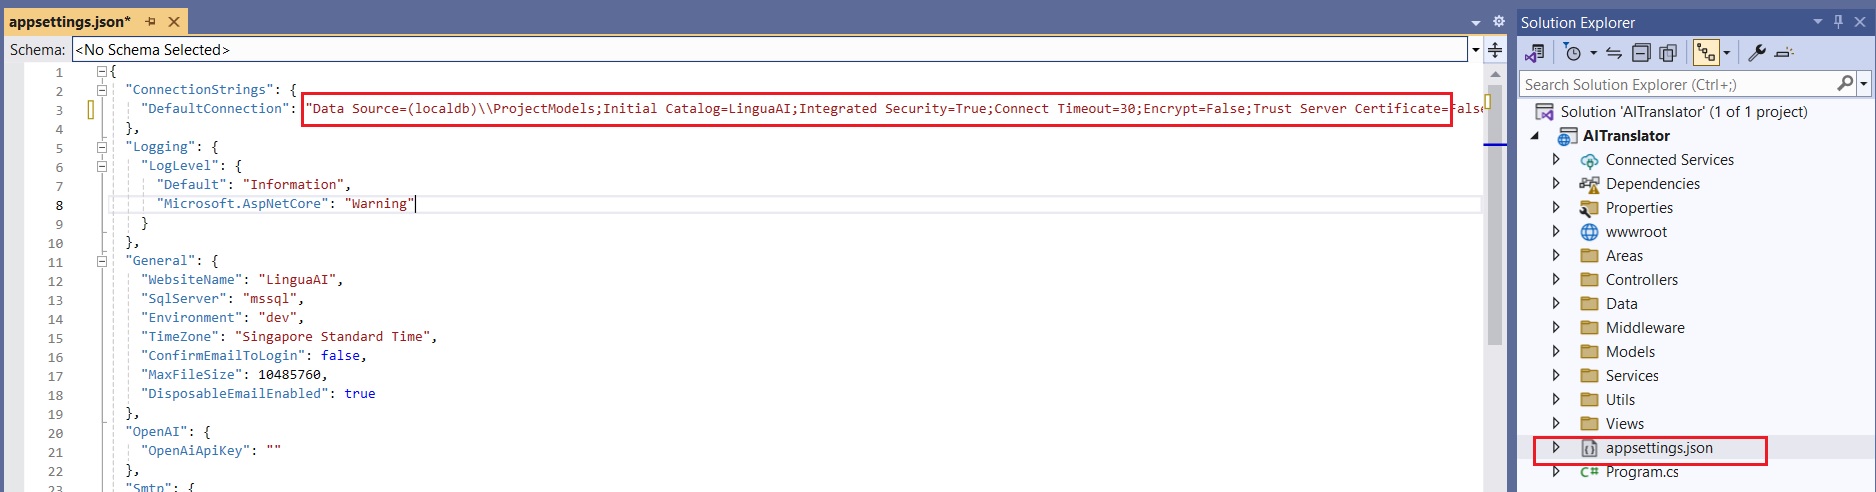 appsettings.json*
Schema: <No Schema Selected>
1 {
2 "ConnectionStrings": {
3 "DefaultConnection": "Data Source=(localdb)\\ProjectModels;Initial Catalog=LinguaAI;Integrated Security=True;Connect Timeout=30;Encrypt=False;Trust Server Certificate=False
4 },
5 "Logging": {
6 "LogLevel": {
7 "Default": "Information",
8 "Microsoft.AspNetCore": "Warning"
9 }
10 },
11 "General": {
12 "WebsiteName": "LinguaAI",
13 "SqlServer": "mssql",
14 "Environment": "dev",
15 "TimeZone": "Singapore Standard Time",
16 "ConfirmEmailToLogin": false,
17 "MaxFileSize": 10485760,
18 "DisposableEmailEnabled": true
19 },
20 "OpenAI": {
21 "OpenAiApiKey": ""
22 },
23 "Smtp": {
Solution Explorer
Search Solution Explorer (Ctrl+;)
Solution 'AITranslator' (1 of 1 project)
AITranslator
Connected Services
Dependencies
Properties
wwwroot
Areas
Controllers
Data
Middleware
Models
Services
Utils
Views
appsettings.json
C# Program.cs